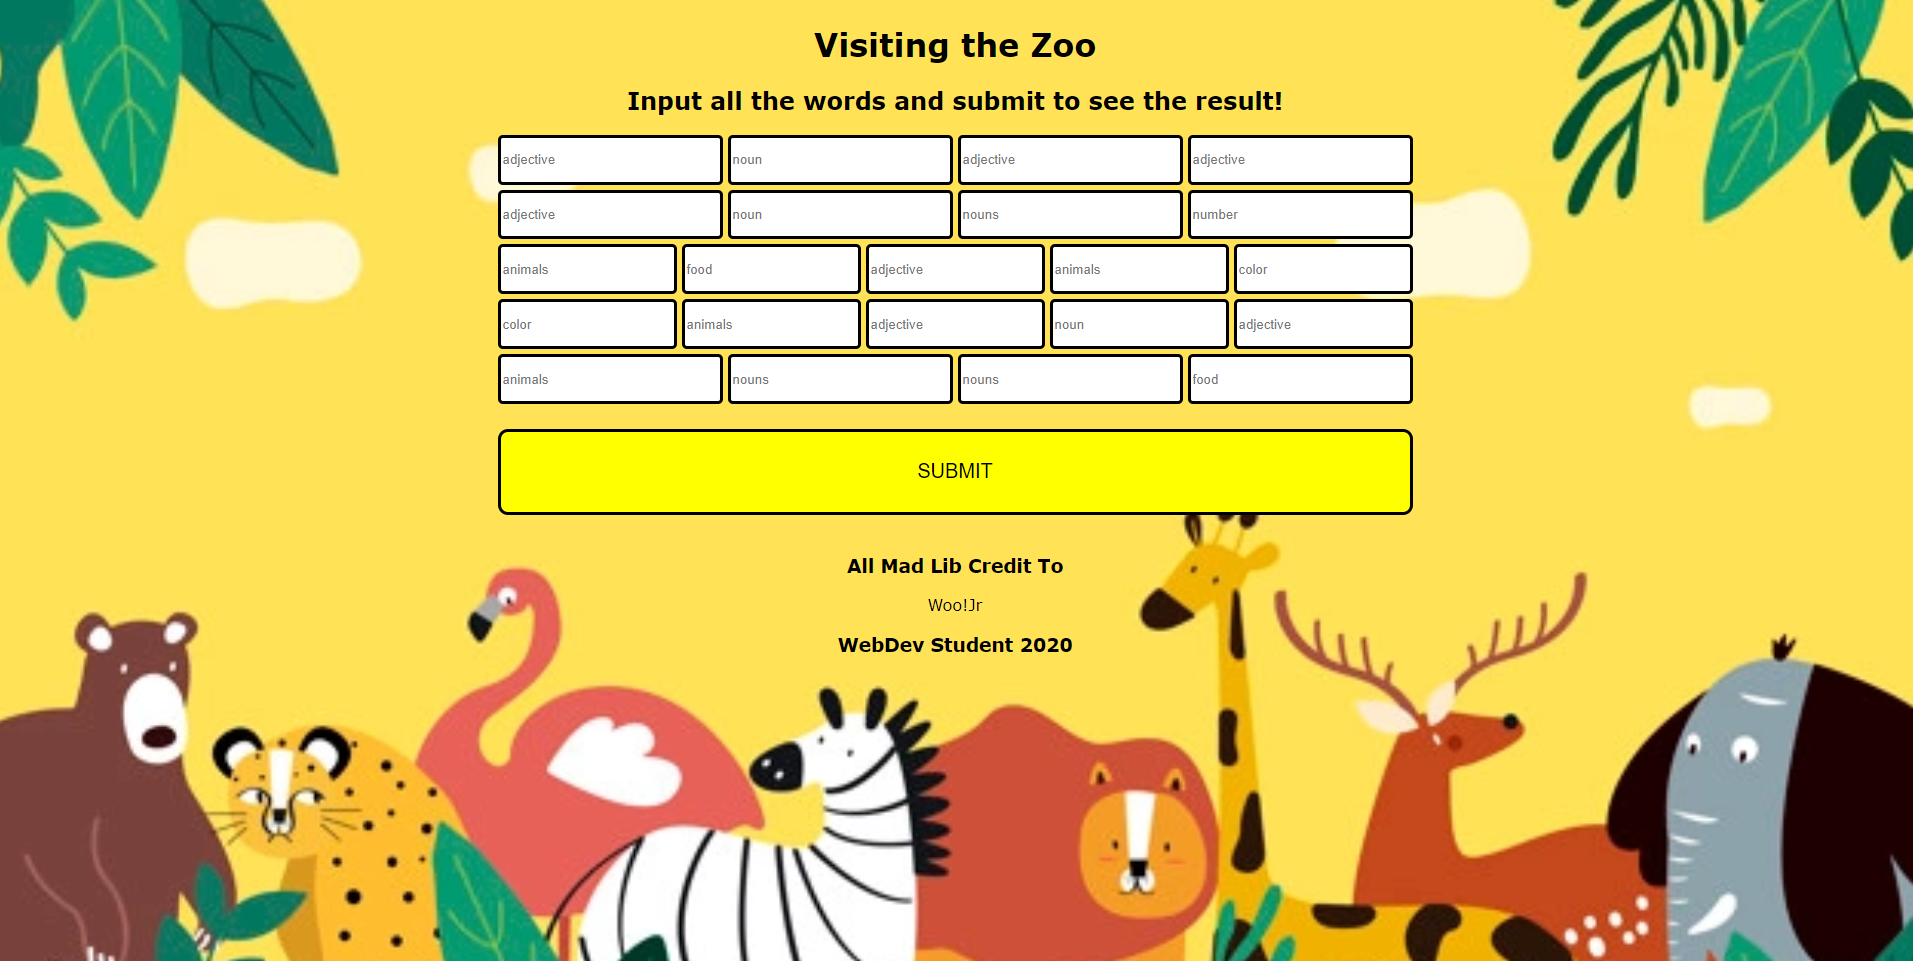 Visiting the Zoo
Input all the words and submit to see the result!
adjective noun adjective adjective
adjective noun nouns number
animals food adjective animals color
color animals adjective noun adjective
animals nouns nouns food
SUBMIT
All Mad Lib Credit To
Woo!Jr
WebDev Student 2020